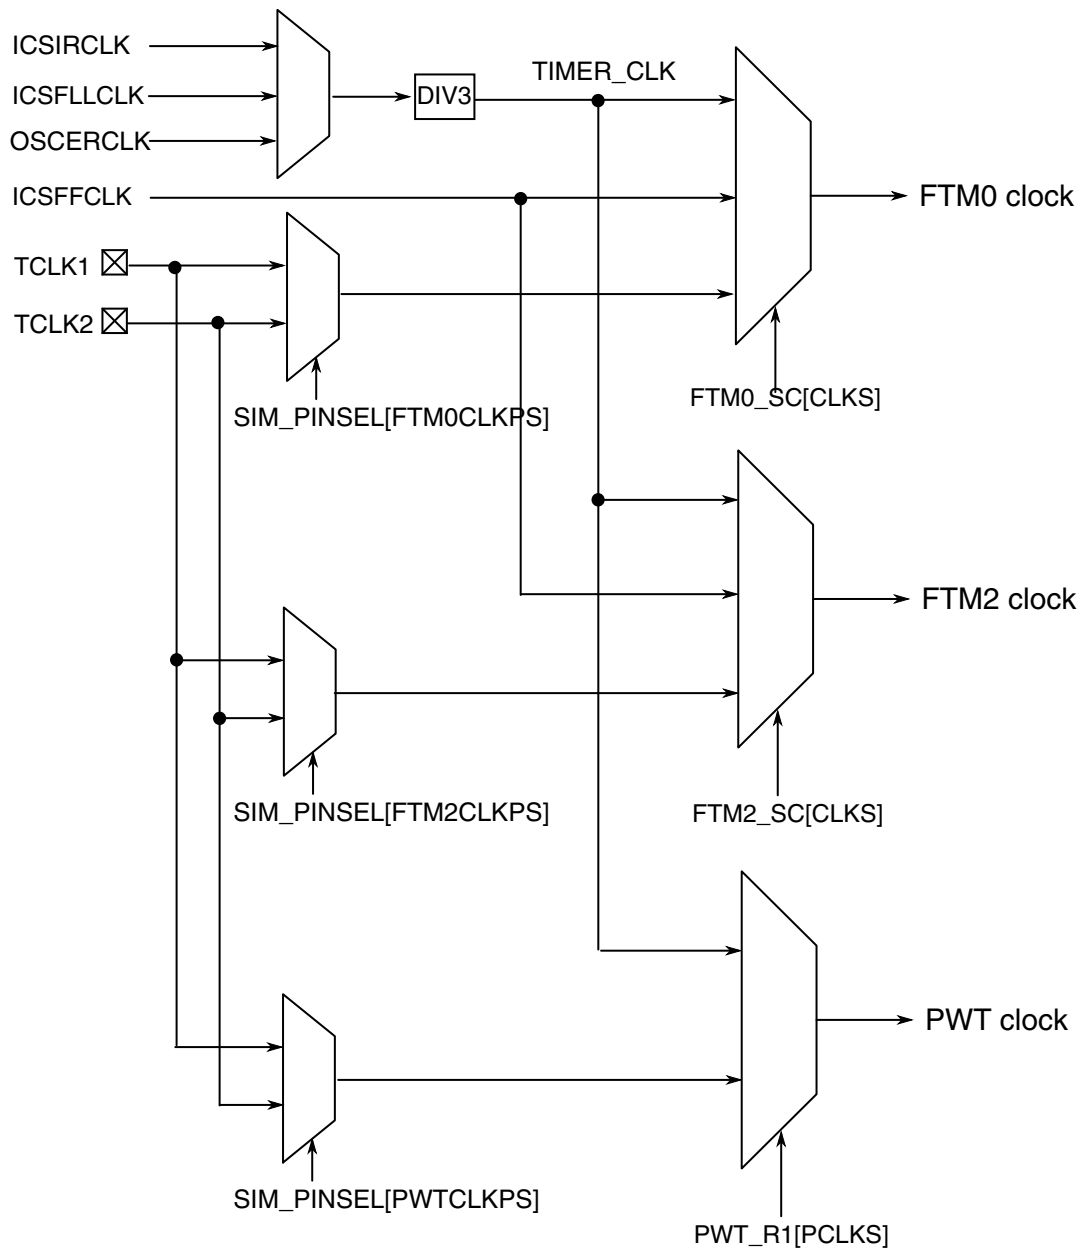 ICSIRCLK
TIMER_CLK
ICSFLLCLK
DIV3
OSCERCLK
ICSFFCLK
FTM0 clock
TCLK1
TCLK2
FTM0_SC[CLKS]
SIM_PINSEL[FTM0CLKPS]
FTM2 clock
SIM_PINSEL[FTM2CLKPS]
FTM2_SC[CLKS]
PWT clock
SIM_PINSEL[PWTCLKPS]
PWT_R1[PCLKS]